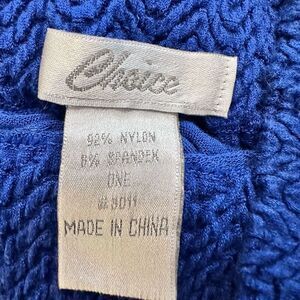 Choice
92% NYLON
8% SPANDEX
ONE
MADE IN CHINA